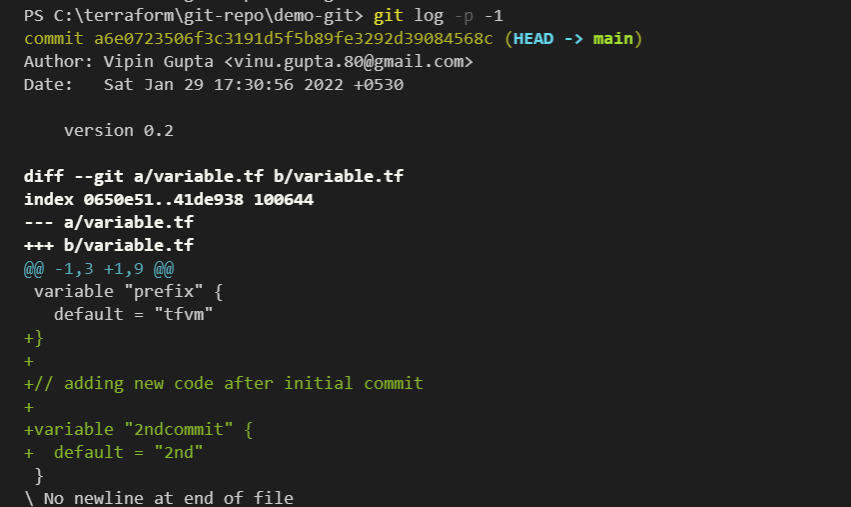 PS C:\terraform\git-repo\demo-git> git log -p -1
commit a6e0723506f3c3191d5f5b89fe3292d39084568c (HEAD -> main)
Author: Vipin Gupta <vinu.gupta.80@gmail.com>
Date:   Sat Jan 29 17:30:56 2022 +0530

    version 0.2

diff --git a/variable.tf b/variable.tf
index 0650e51..41de938 100644
--- a/variable.tf
+++ b/variable.tf
@@ -1,3 +1,9 @@
 variable "prefix" {
   default = "tfvm"
+}
+
+// adding new code after initial commit
+
+variable "2ndcommit" {
+  default = "2nd"
 }
\ No newline at end of file